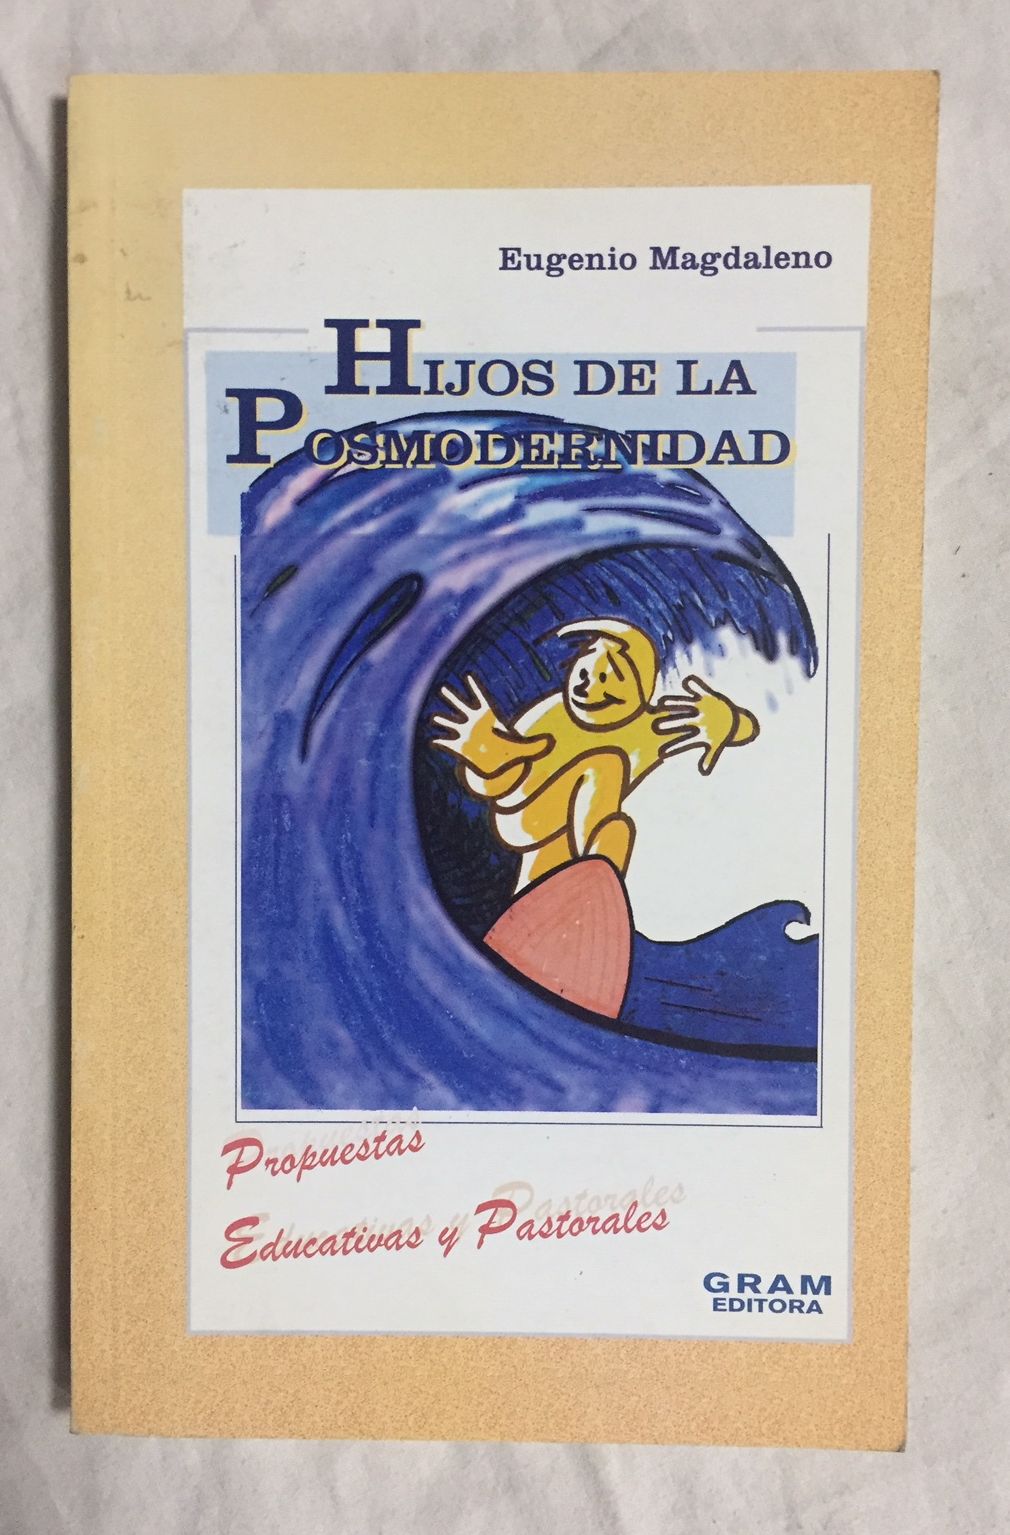 Eugenio Magdaleno
HIJOS DE LA
POSMODERNIDAD
Propuestas
Educativas y Pastorales
GRAM
EDITORA